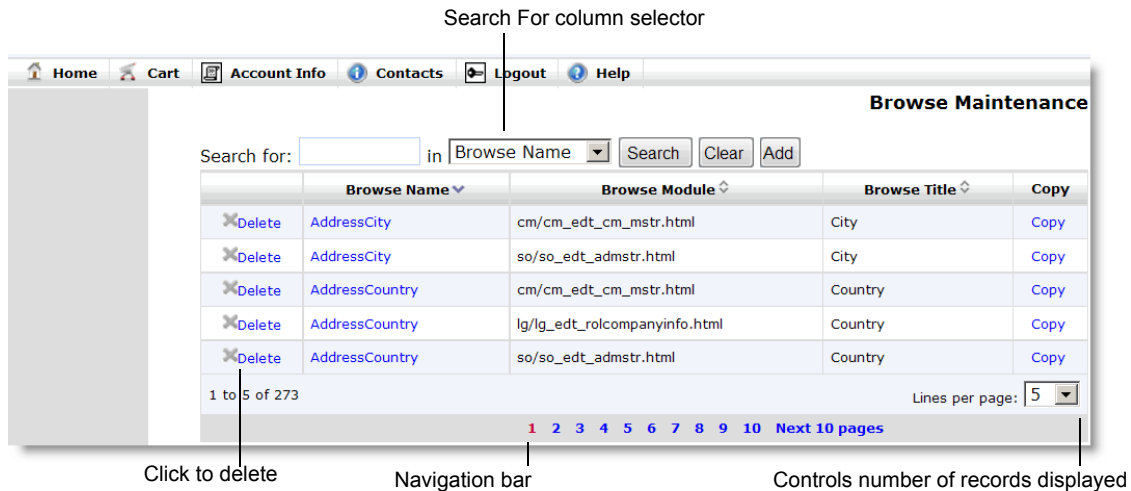 Search For column selector
Home Cart Account Info Contacts Logout Help
Browse Maintenance
Search for: in Browse Name Search Clear Add
Browse Name Browse Module Browse Title Copy
Delete AddressCity cm/cm_edt_cm_mstr.html City Copy
Delete AddressCity so/so_edt_admstr.html City Copy
Delete AddressCountry cm/cm_edt_cm_mstr.html Country Copy
Delete AddressCountry lg/lg_edt_rolcompanyinfo.html Country Copy
Delete AddressCountry so/so_edt_admstr.html Country Copy
1 to 5 of 273 Lines per page: 5
1 2 3 4 5 6 7 8 9 10 Next 10 pages
Click to delete Navigation bar Controls number of records displayed